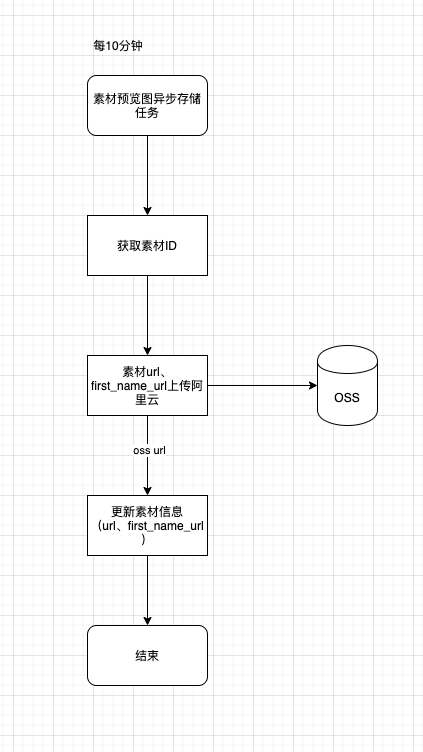 每10分钟
素材预览图异步存储
任务
获取素材ID
素材url、
first_name_url上传阿
里云
OSS
oss url
更新素材信息
（url、first_name_url
）
结束